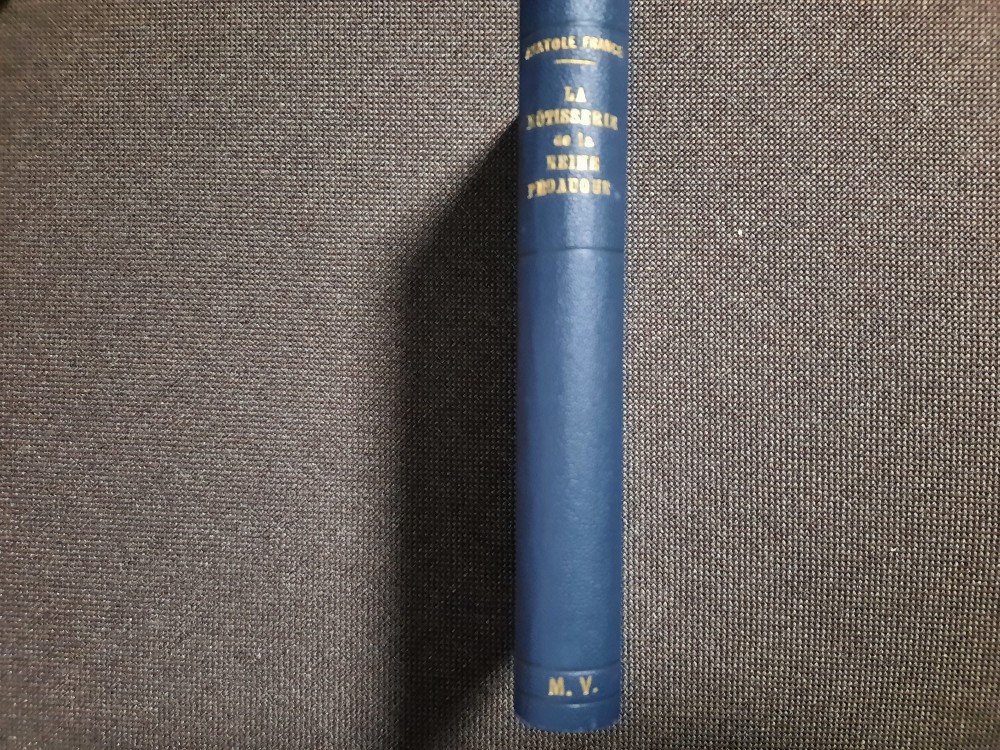 ANATOLE FRANCE
LA
RÔTISSERIE
de la
REINE
PÉDAUQUE
M. V.